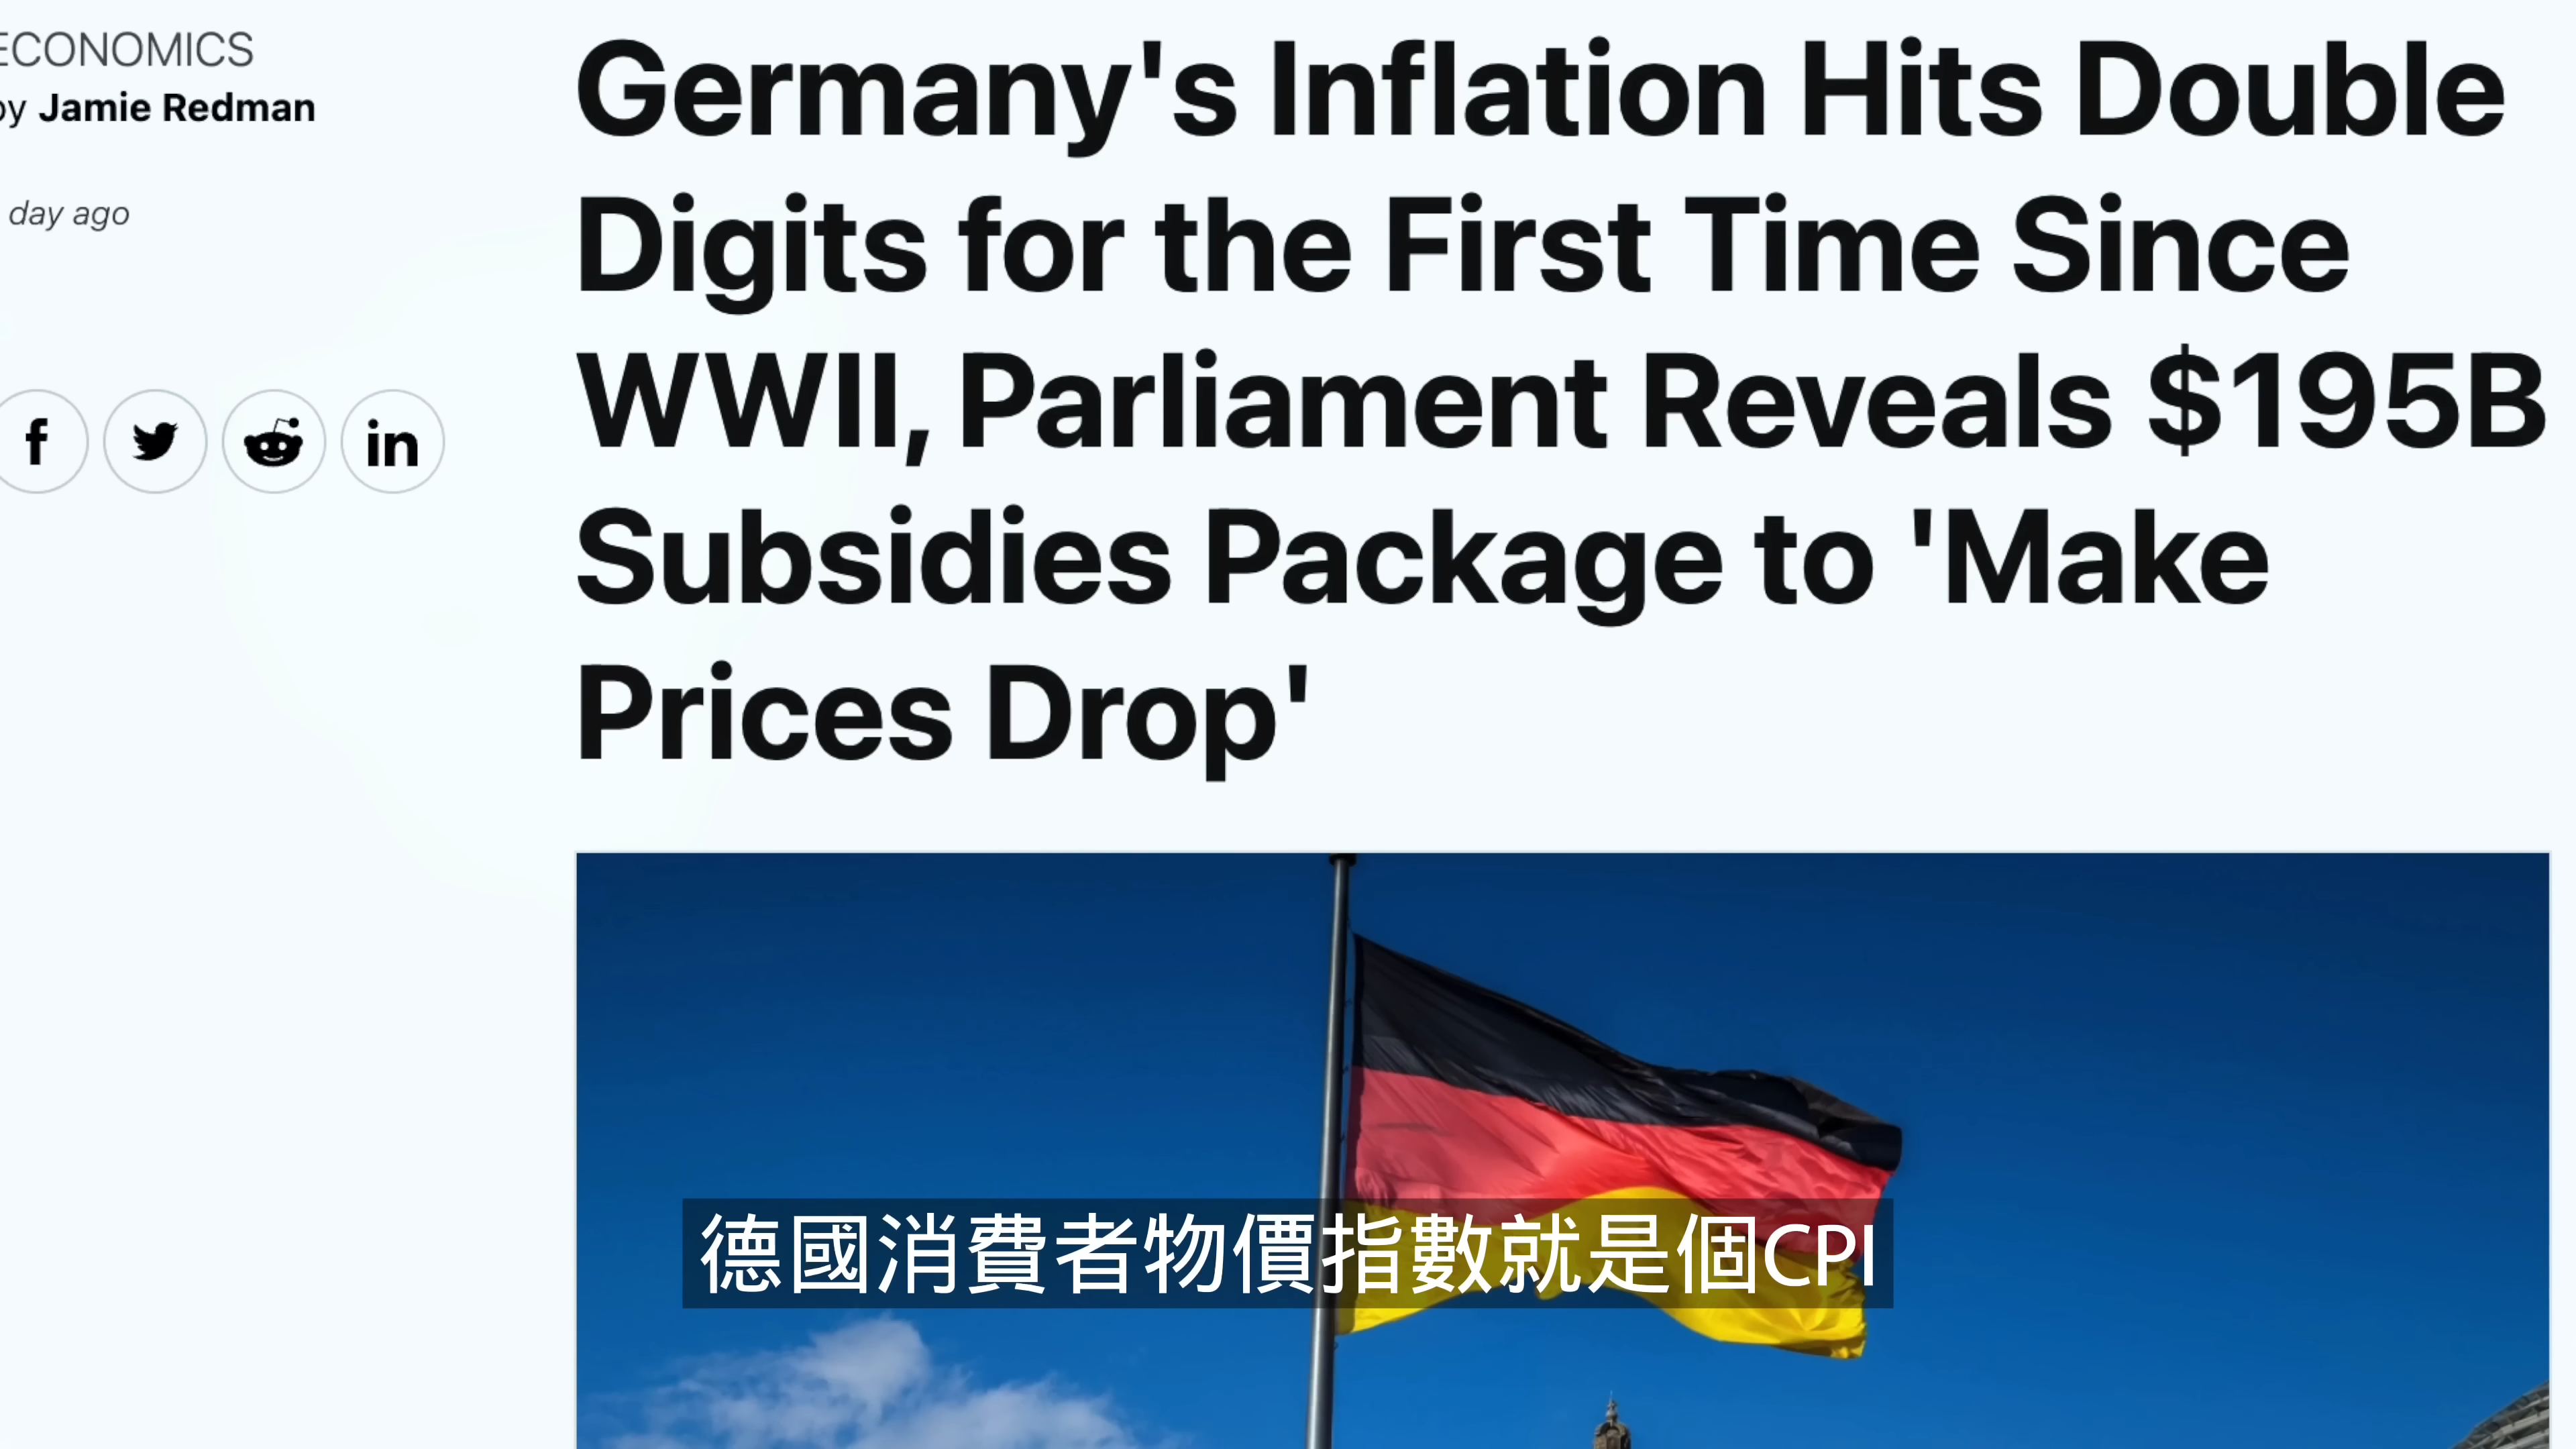 ECONOMICS
by Jamie Redman
day ago
Germany's Inflation Hits Double
Digits for the First Time Since
WWII, Parliament Reveals $195B
Subsidies Package to 'Make
Prices Drop'
德國消費者物價指數就是個CPI